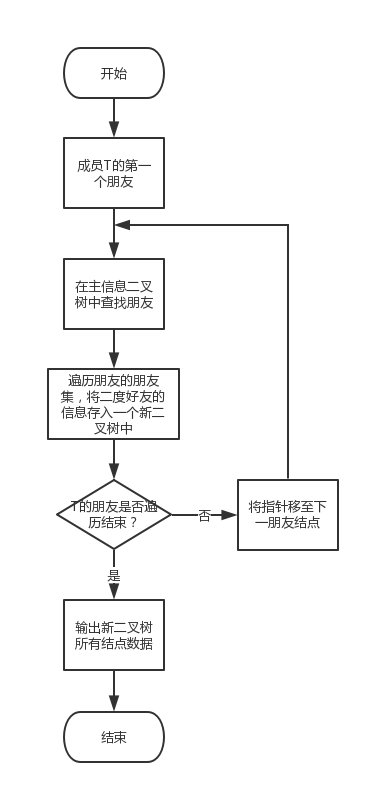 开始
成员T的第一
个朋友
在主信息二叉
树中查找朋友
遍历朋友的朋友
集，将二度好友的
信息存入一个新二
叉树中
T的朋友是否遍
历结束？
否
将指针移至下
一朋友结点
是
输出新二叉树
所有结点数据
结束